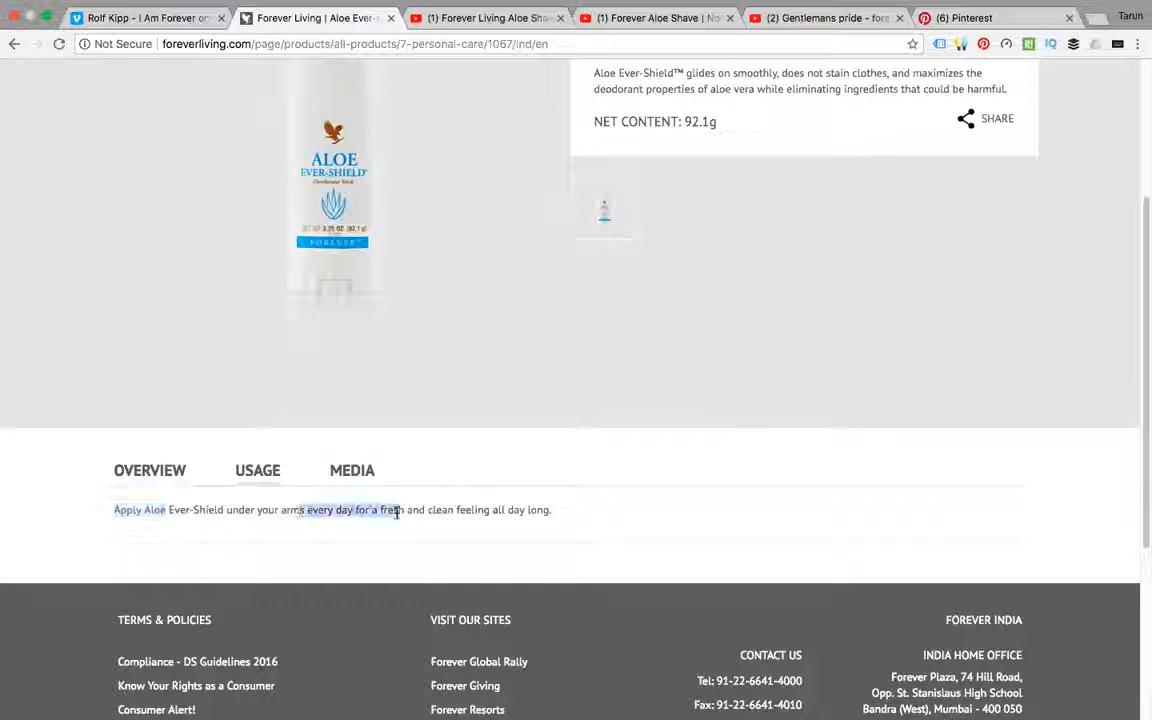 Rolf Kipp - I Am Forever on
Forever Living | Aloe Ever-
(1) Forever Living Aloe Sha
(1) Forever Aloe Shave | No
(2) Gentlemans pride - fore
(6) Pinterest
Tarun
Not Secure | foreverliving.com/page/products/all-products/7-personal-care/1067/ind/en
Aloe Ever-Shield™ glides on smoothly, does not stain clothes, and maximizes the
deodorant properties of aloe vera while eliminating ingredients that could be harmful.
NET CONTENT: 92.1g
SHARE
ALOE
EVER-SHIELD®
Deodorant Stick
NET WT. 3.25 OZ. (92.1 g)
FOREVER
OVERVIEW
USAGE
MEDIA
Apply Aloe Ever-Shield under your arms every day for a fresh and clean feeling all day long.
TERMS & POLICIES
Compliance - DS Guidelines 2016
Know Your Rights as a Consumer
Consumer Alert!
VISIT OUR SITES
Forever Global Rally
Forever Giving
Forever Resorts
CONTACT US
Tel: 91-22-6641-4000
Fax: 91-22-6641-4010
FOREVER INDIA
INDIA HOME OFFICE
Forever Plaza, 74 Hill Road,
Opp. St. Stanislaus High School
Bandra (West), Mumbai - 400 050